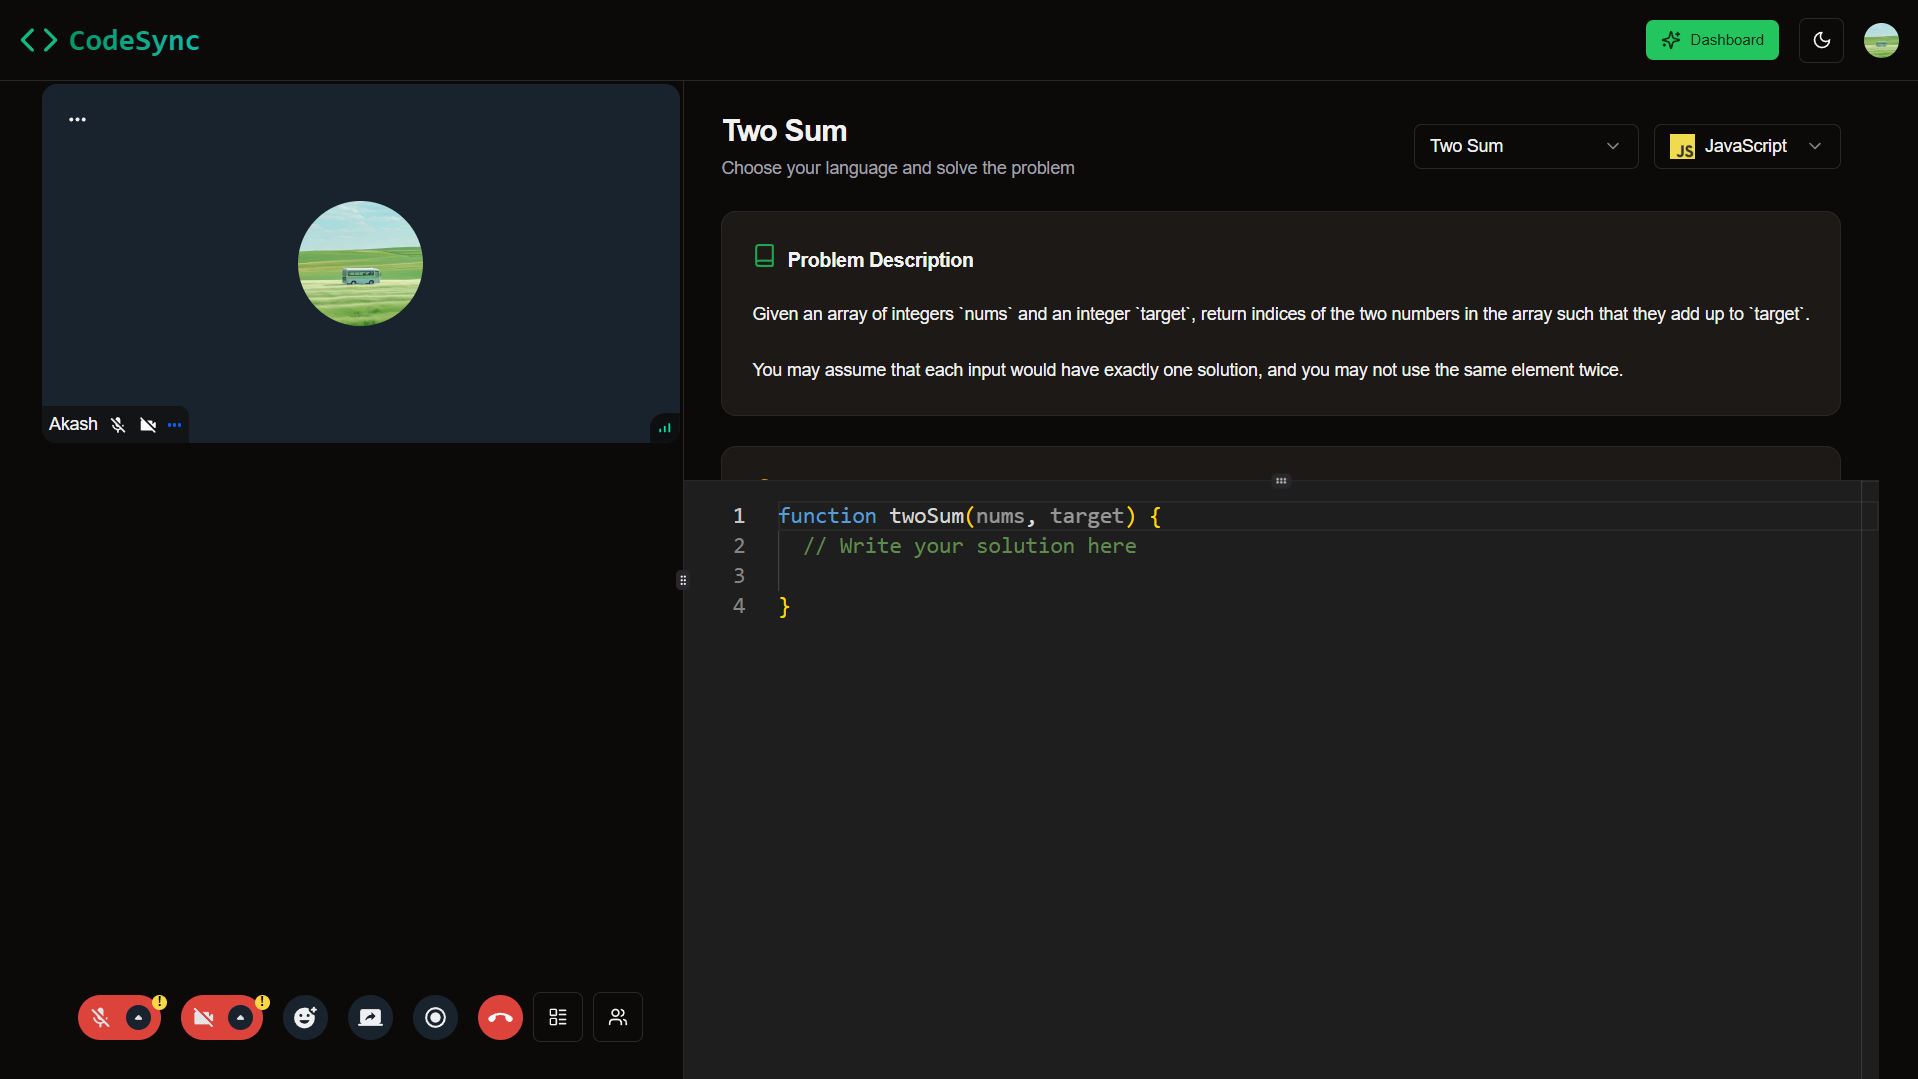 CodeSync
Dashboard
Akash
Two Sum
Choose your language and solve the problem
Two Sum
JS JavaScript
Problem Description
Given an array of integers `nums` and an integer `target`, return indices of the two numbers in the array such that they add up to `target`.
You may assume that each input would have exactly one solution, and you may not use the same element twice.
1 function twoSum(nums, target) {
2 // Write your solution here
3
4 }
! !